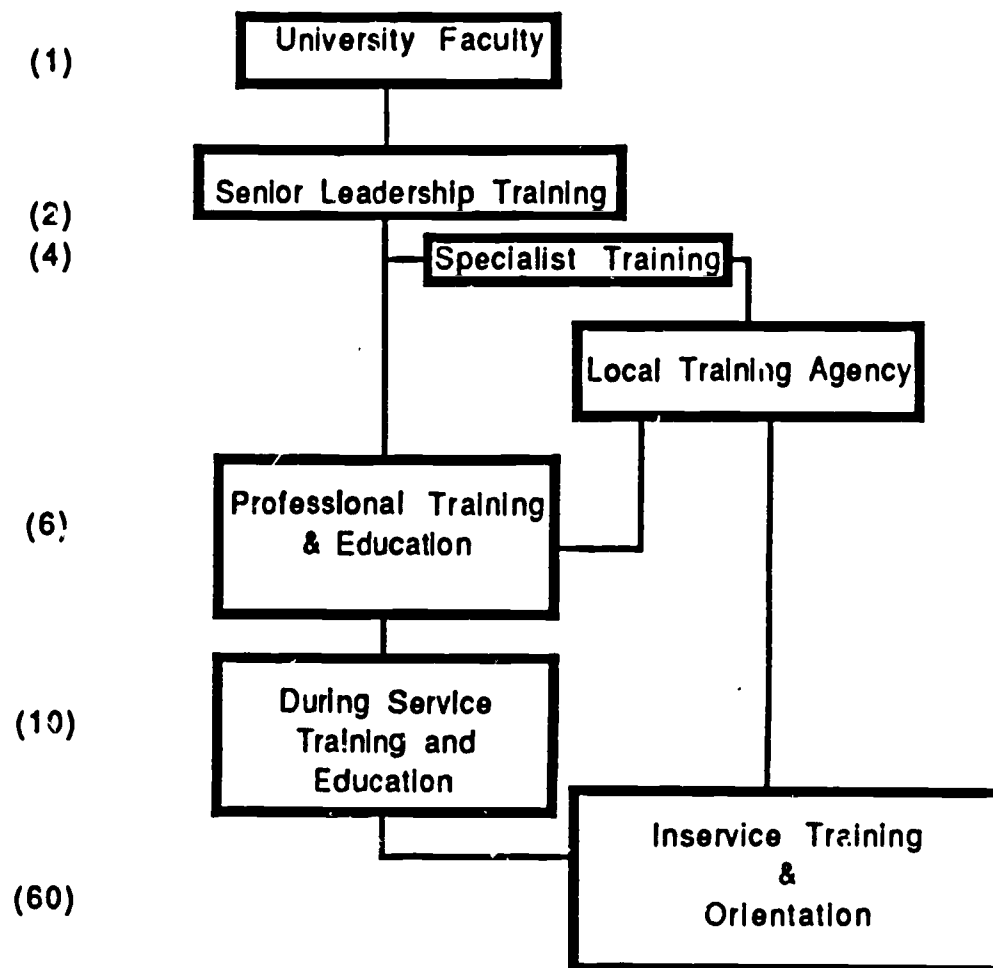 (1)
University Faculty
Senior Leadership Training
(2)
(4)
Specialist Training
Local Training Agency
(6)
Professional Training
& Education
(10)
During Service
Training and
Education
Inservice Training
&
Orientation
(60)